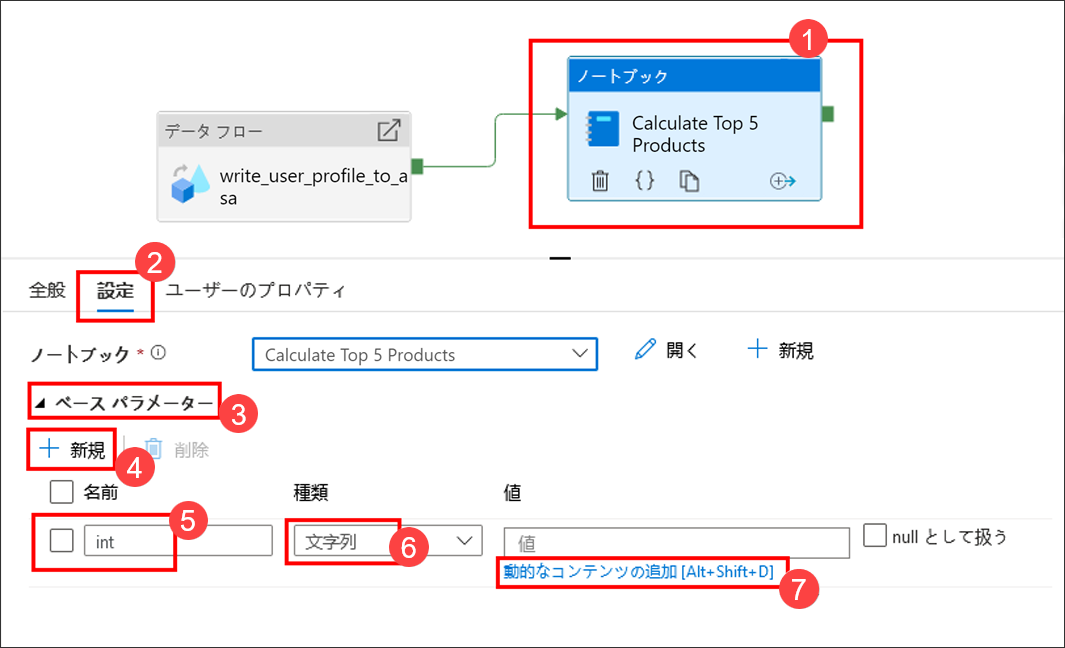 1
ノートブック
Calculate Top 5
Products
データ フロー
write_user_profile_to_a
sa
2
全般 設定 ユーザーのプロパティ
ノートブック * Calculate Top 5 Products 開く 新規
ベース パラメーター 3
新規 削除 4
名前 種類 値
5
int 文字列 6 値 null として扱う
動的なコンテンツの追加 [Alt+Shift+D] 7